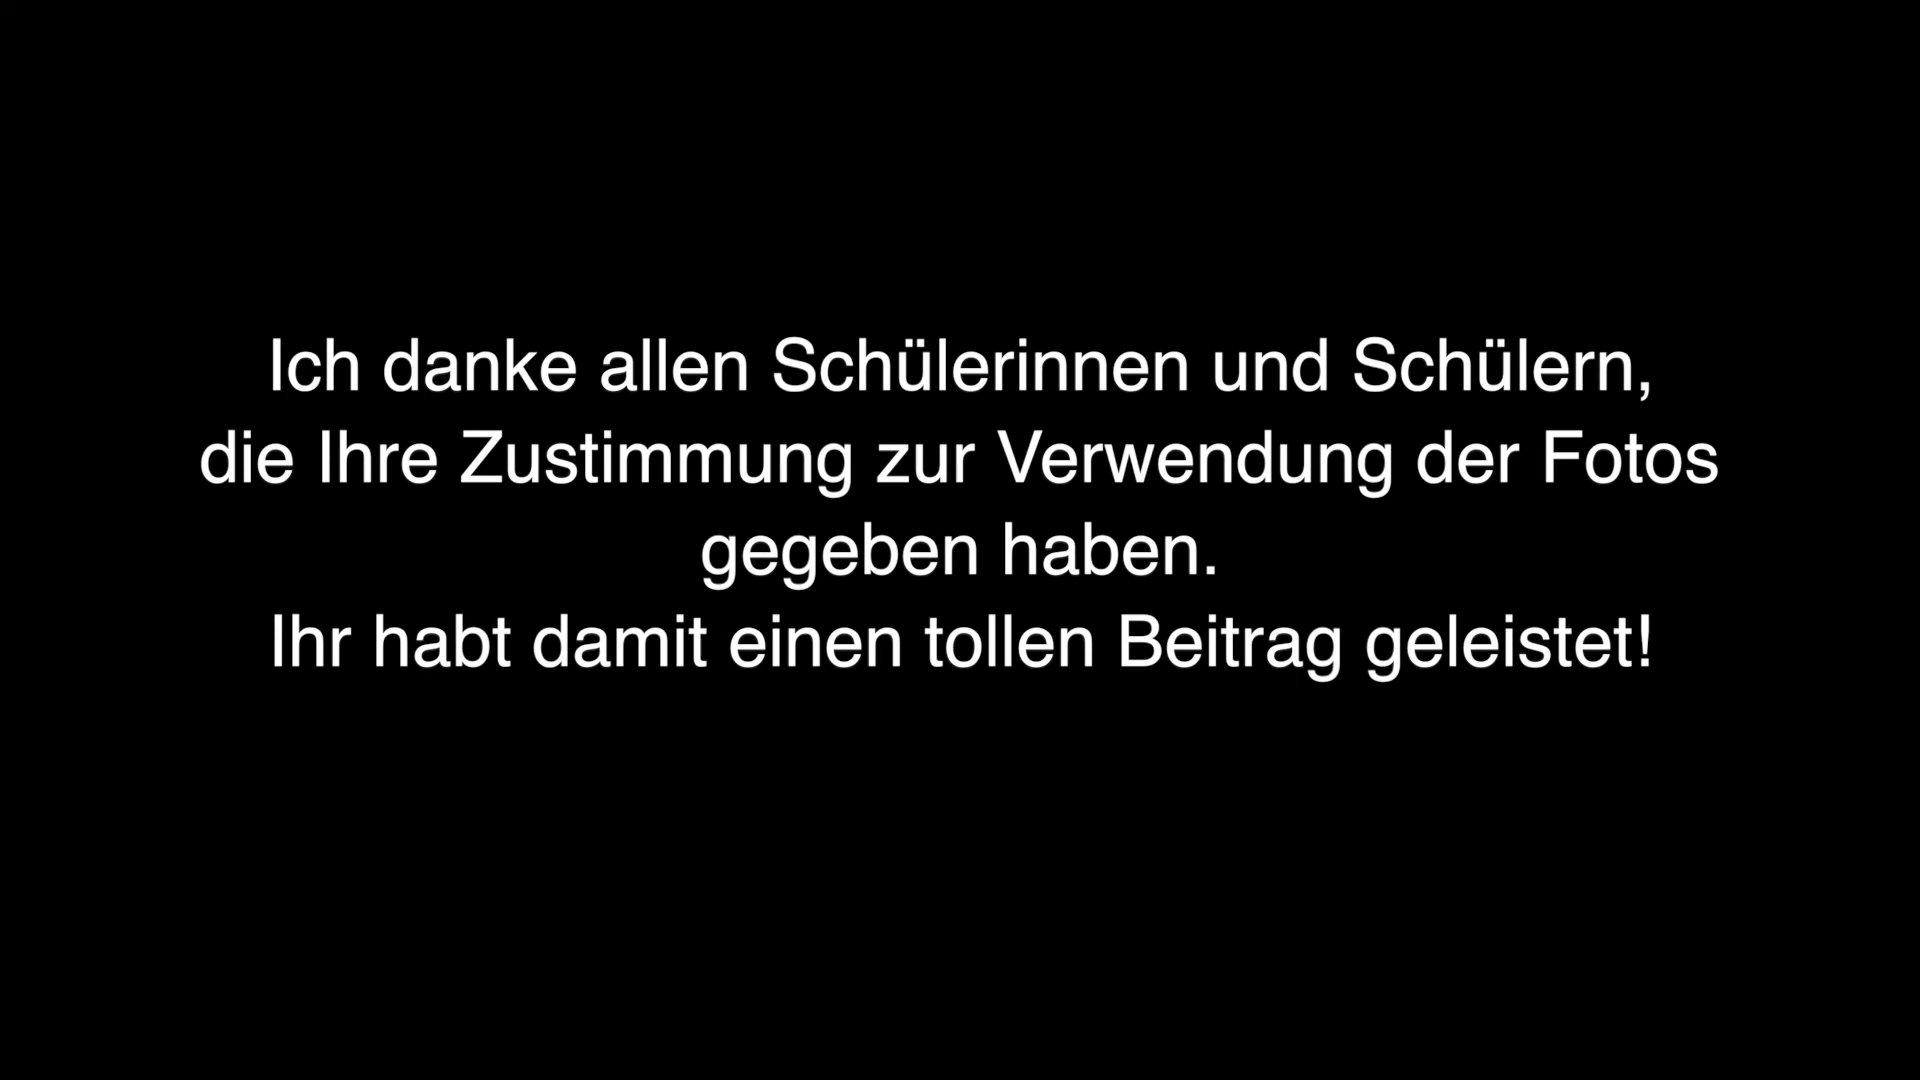 Ich danke allen Schülerinnen und Schülern,
die Ihre Zustimmung zur Verwendung der Fotos
gegeben haben.
Ihr habt damit einen tollen Beitrag geleistet!